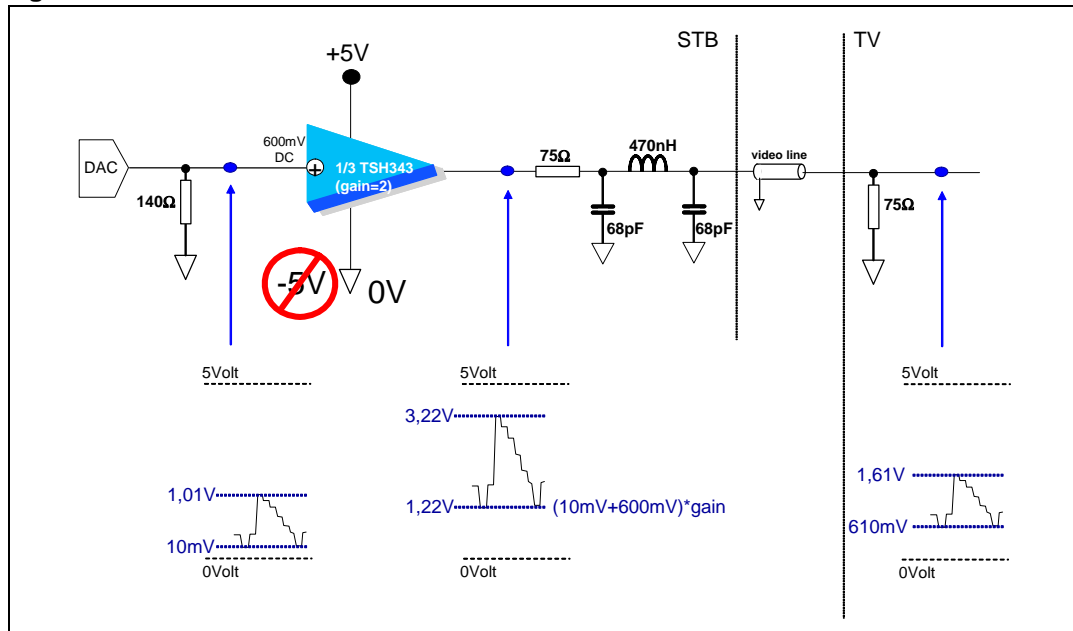 STB
TV
+5V
DAC
600mV
DC
+
1/3 TSH343
(gain=2)
140Ω
75Ω
470nH
video line
68pF
68pF
75Ω
-5V
0V
5Volt
1,01V
10mV
0Volt
5Volt
3,22V
1,22V
(10mV+600mV)*gain
0Volt
5Volt
1,61V
610mV
0Volt